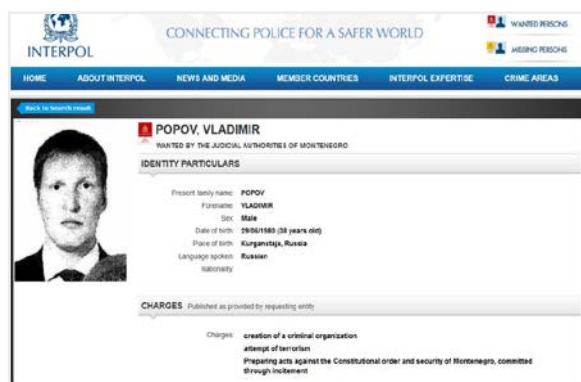 INTERPOL
CONNECTING POLICE FOR A SAFER WORLD
WANTED PERSONS
MISSING PERSONS
HOME ABOUT INTERPOL NEWS AND MEDIA MEMBER COUNTRIES INTERPOL EXPERTISE CRIME AREAS
Back to Search result
POPOV, VLADIMIR
WANTED BY THE JUDICIAL AUTHORITIES OF MONTENEGRO
IDENTITY PARTICULARS
Present family name: POPOV
Forename: VLADIMIR
Sex: Male
Date of birth: (38 years old)
Place of birth: Kurganstaja, Russia
Language spoken: Russian
Nationality:
CHARGES Published as provided by requesting entity
Charges: creation of a criminal organization
attempt of terrorism
Preparing acts against the Constitutional order and security of Montenegro, committed
through incitement